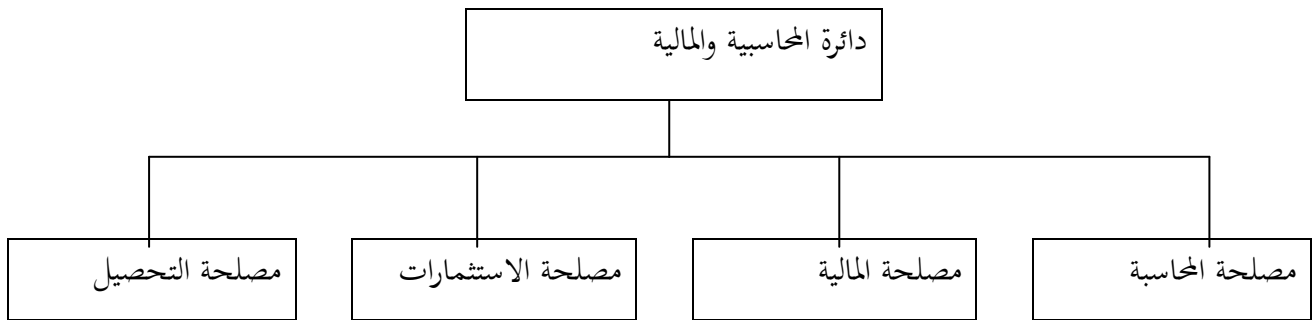 دائرة المحاسبية والمالية
مصلحة المحاسبة
مصلحة المالية
مصلحة الاستثمارات
مصلحة التحصيل